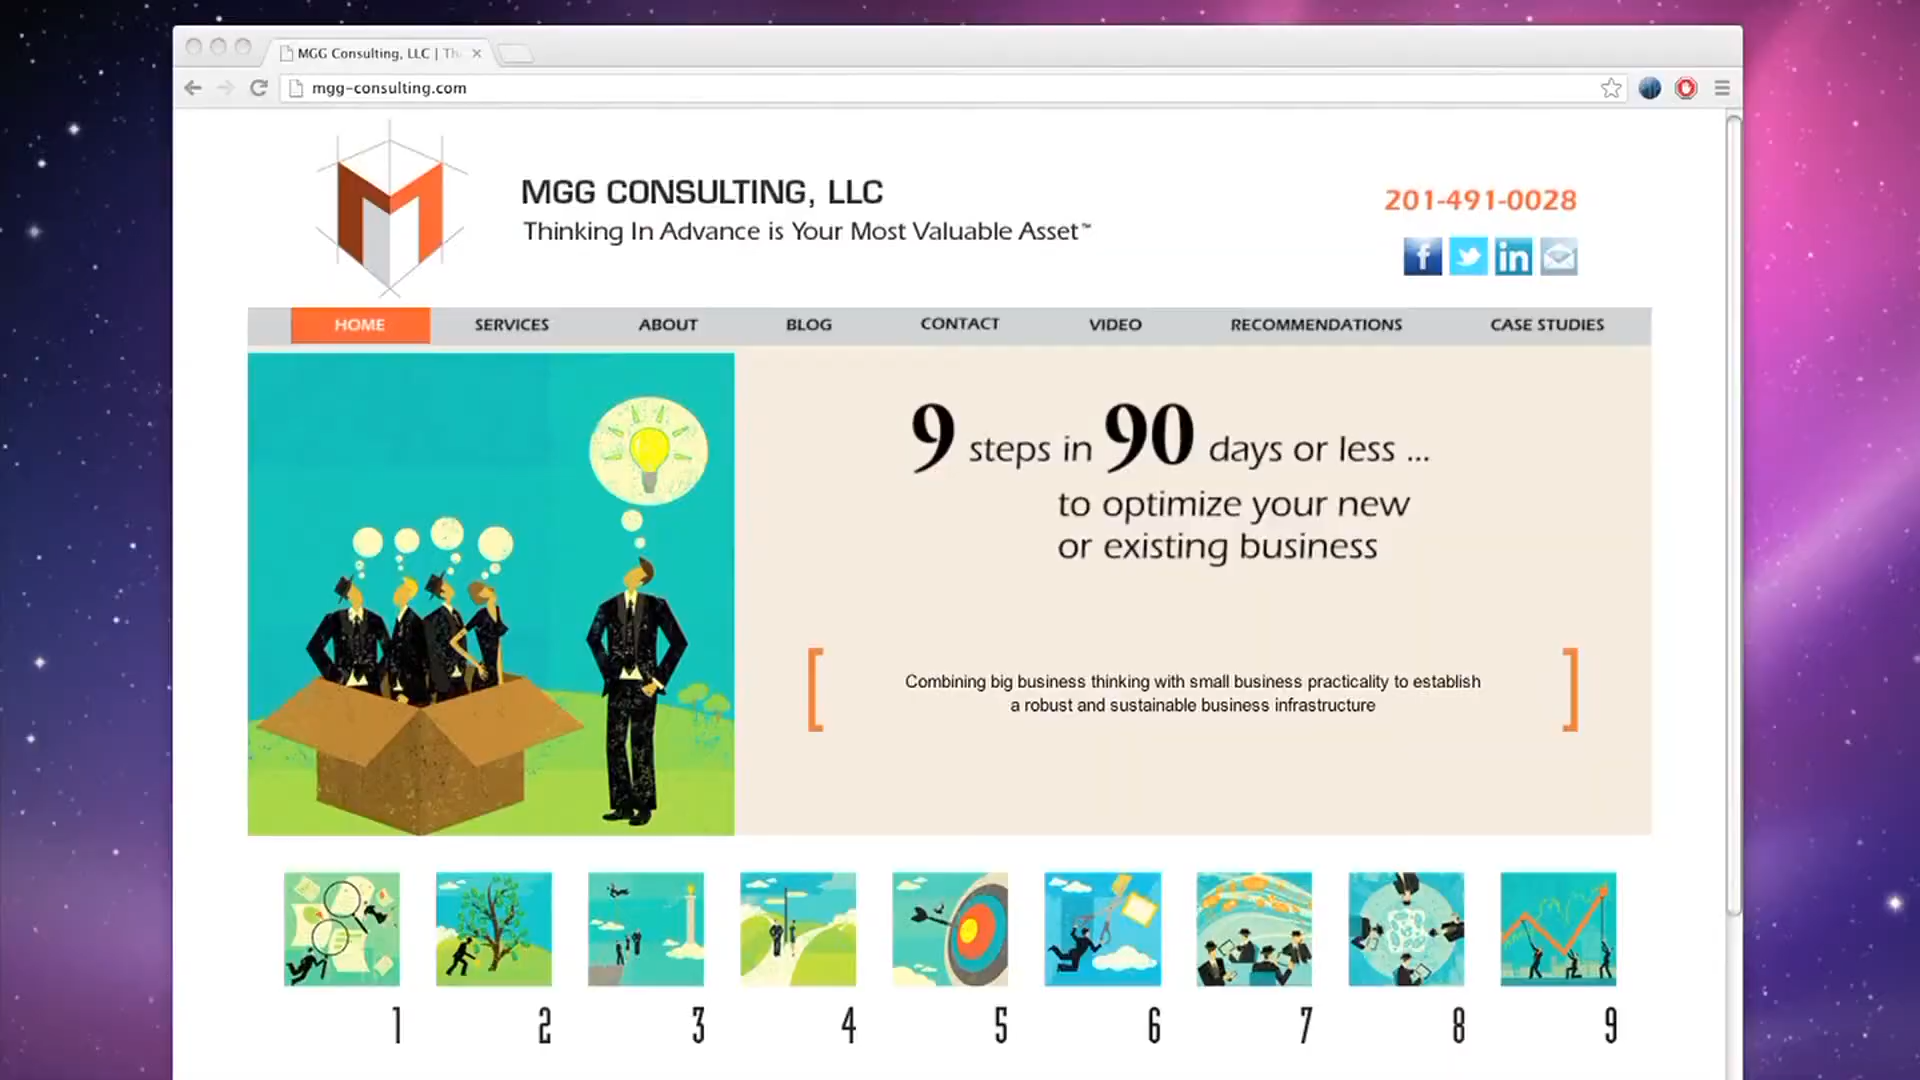 MGG Consulting, LLC | Th
mgg-consulting.com
MGG CONSULTING, LLC
Thinking In Advance is Your Most Valuable Asset™
201-491-0028
HOME SERVICES ABOUT BLOG CONTACT VIDEO RECOMMENDATIONS CASE STUDIES
9 steps in 90 days or less ...
to optimize your new
or existing business
Combining big business thinking with small business practicality to establish
a robust and sustainable business infrastructure
1 2 3 4 5 6 7 8 9